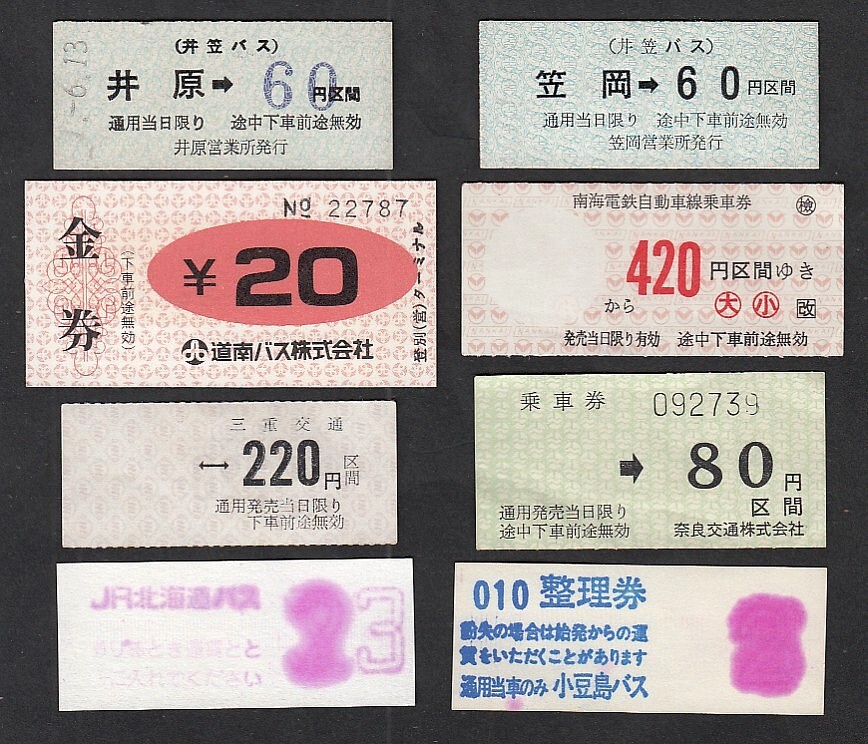 -6.13
(井笠バス)
井原➡60円区間
通用当日限り 途中下車前途無効
井原営業所発行
(井笠バス)
笠岡➡60円区間
通用当日限り 途中下車前途無効
笠岡営業所発行
No 22787
金券
(下車前途無効)
¥20
道南バス株式会社
登別(営)ターミナル
南海電鉄自動車線乗車券 ㊬
420円区間ゆき
から 大 小 改
発売当日限り有効 途中下車前途無効
三重交通
↔220円区間
通用発売当日限り
下車前途無効
乗車券 092739
➡80円
区間
通用発売当日限り
途中下車前途無効 奈良交通株式会社
3
010 整理券
紛失の場合は始発からの運
賃をいただくことがあります
通用当車のみ 小豆島バス